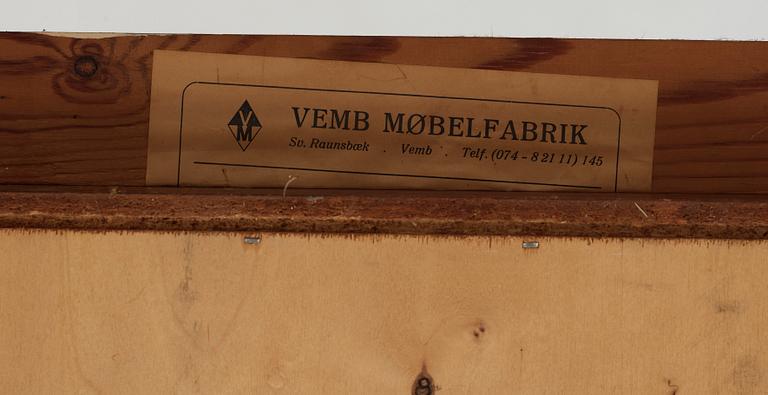 VM
VEMB MØBELFABRIK
Sv. Raunsbæk . Vemb . Telf. (074 - 8 21 11) 145